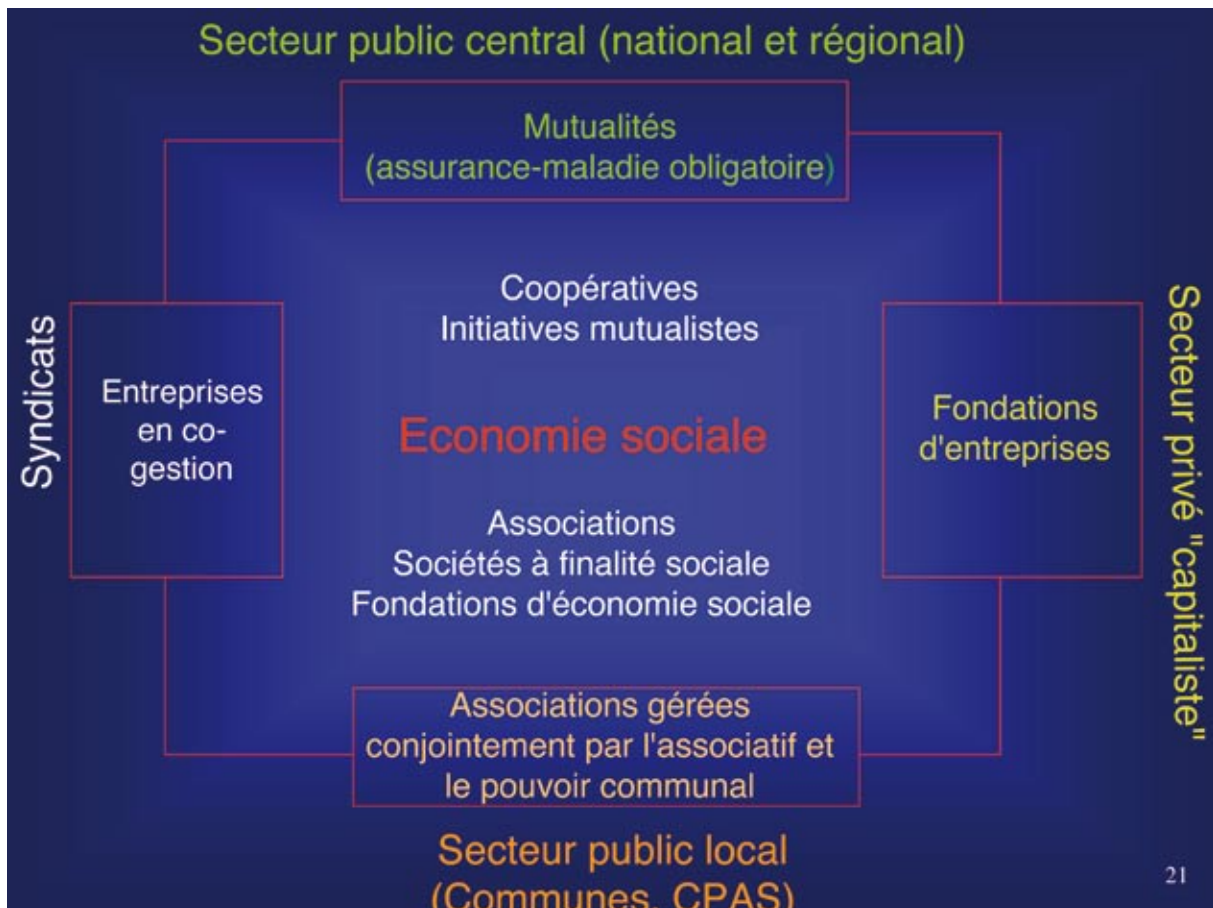 Secteur public central (national et régional)
Mutualités
(assurance-maladie obligatoire)
Coopératives
Initiatives mutualistes
Syndicats
Entreprises
en co-
gestion
Economie sociale
Fondations
d'entreprises
Secteur privé "capitaliste"
Associations
Sociétés à finalité sociale
Fondations d'économie sociale
Associations gérées
conjointement par l'associatif et
le pouvoir communal
Secteur public local
(Communes, CPAS)
21